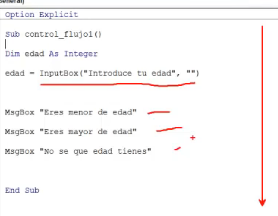 Option Explicit
Sub control_flujo1()
Dim edad As Integer
edad = InputBox("Introduce tu edad", "")
MsgBox "Eres menor de edad"
MsgBox "Eres mayor de edad"
MsgBox "No se que edad tienes"
End Sub